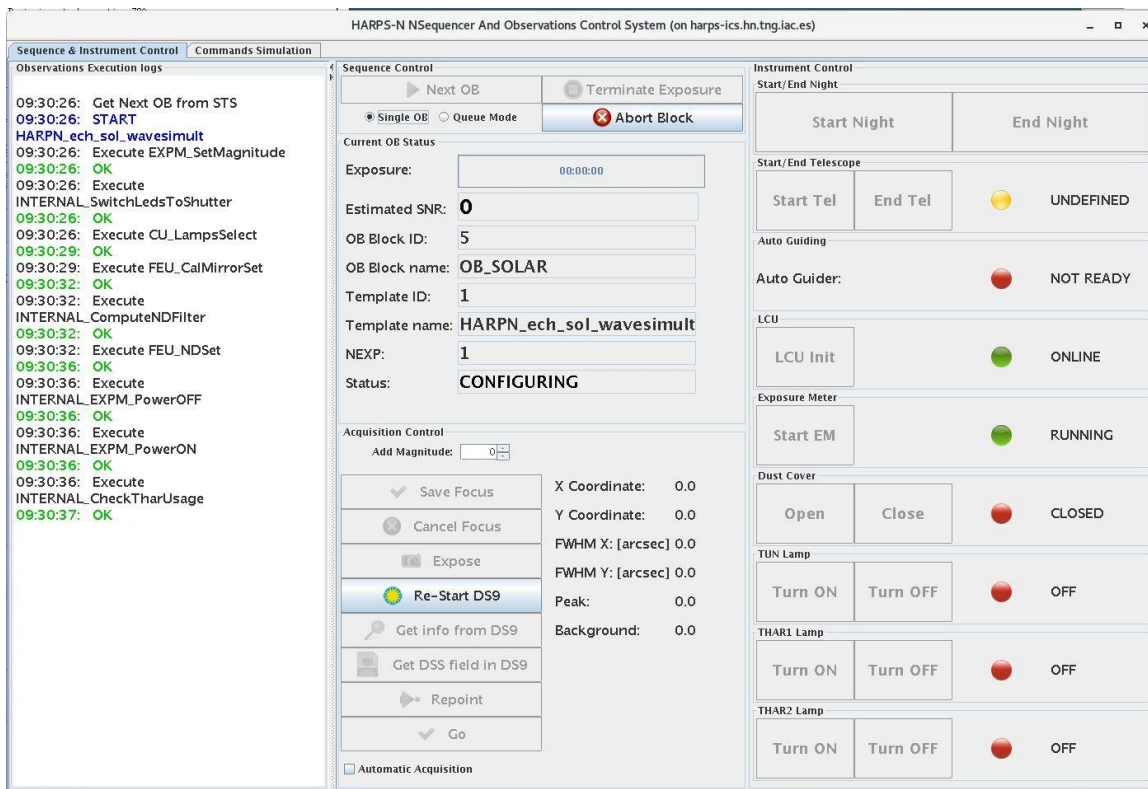 HARPS-N NSequencer And Observations Control System (on harps-ics.hn.tng.iac.es)
Sequence & Instrument Control
Commands Simulation
Observations Execution logs
09:30:26: Get Next OB from STS
09:30:26: START
HARPN_ech_sol_wavesimult
09:30:26: Execute EXPM_SetMagnitude
09:30:26: OK
09:30:26: Execute
INTERNAL_SwitchLedsToShutter
09:30:26: OK
09:30:26: Execute CU_LampsSelect
09:30:29: OK
09:30:29: Execute FEU_CalMirrorSet
09:30:32: OK
09:30:32: Execute
INTERNAL_ComputeNDFilter
09:30:32: OK
09:30:32: Execute FEU_NDSet
09:30:36: OK
09:30:36: Execute
INTERNAL_EXPM_PowerOFF
09:30:36: OK
09:30:36: Execute
INTERNAL_EXPM_PowerON
09:30:36: OK
09:30:36: Execute
INTERNAL_CheckTharUsage
09:30:37: OK
Sequence Control
Next OB
Terminate Exposure
Single OB
Queue Mode
Abort Block
Current OB Status
Exposure: 00:00:00
Estimated SNR: 0
OB Block ID: 5
OB Block name: OB_SOLAR
Template ID: 1
Template name: HARPN_ech_sol_wavesimult
NEXP: 1
Status: CONFIGURING
Acquisition Control
Add Magnitude: 0
Save Focus
Cancel Focus
Expose
Re-Start DS9
Get info from DS9
Get DSS field in DS9
Repoint
Go
Automatic Acquisition
X Coordinate: 0.0
Y Coordinate: 0.0
FWHM X: [arcsec] 0.0
FWHM Y: [arcsec] 0.0
Peak: 0.0
Background: 0.0
Instrument Control
Start/End Night
Start Night
End Night
Start/End Telescope
Start Tel
End Tel
UNDEFINED
Auto Guiding
Auto Guider: NOT READY
LCU
LCU Init
ONLINE
Exposure Meter
Start EM
RUNNING
Dust Cover
Open
Close
CLOSED
TUN Lamp
Turn ON
Turn OFF
OFF
THAR1 Lamp
Turn ON
Turn OFF
OFF
THAR2 Lamp
Turn ON
Turn OFF
OFF